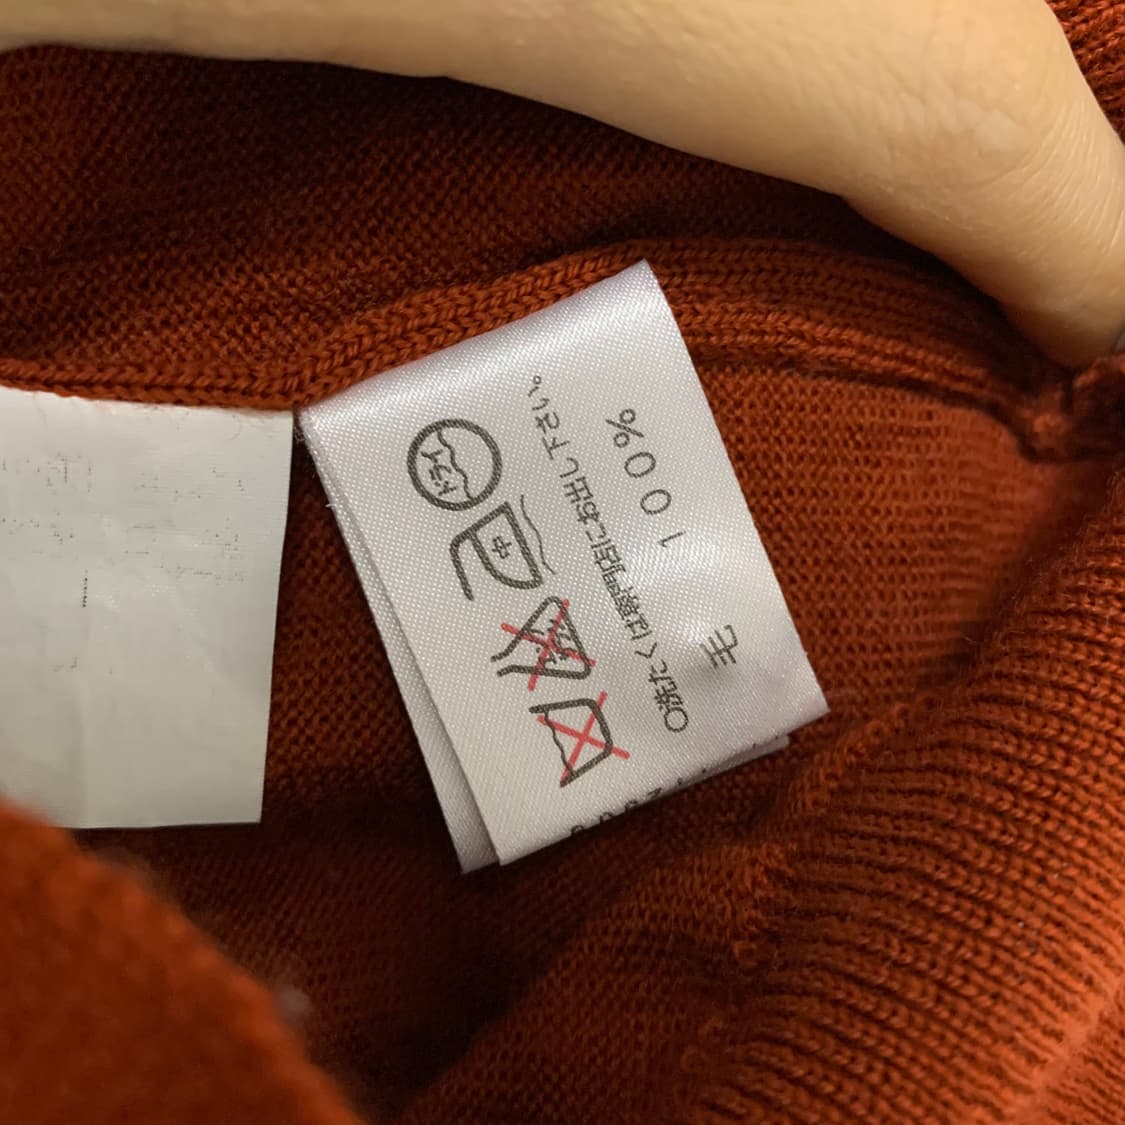 毛 100%
○洗たくは専門店にお出し下さい。
中 ドライ